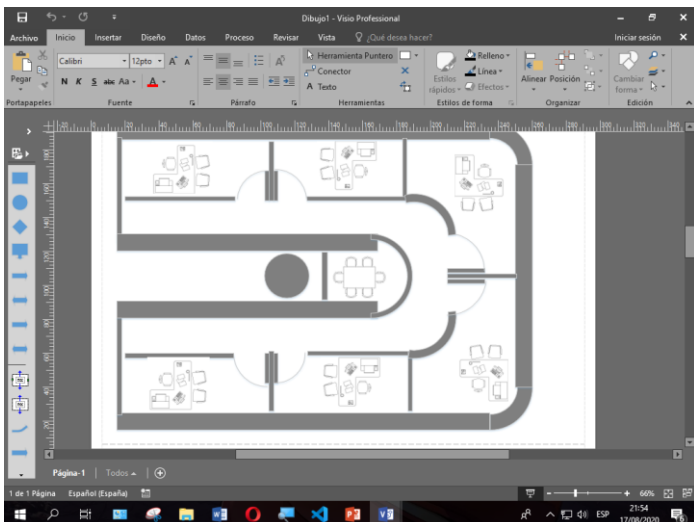 Dibujo1 - Visio Professional
Archivo Inicio Insertar Diseño Datos Proceso Revisar Vista ¿Qué desea hacer? Iniciar sesión
Pegar
Calibri 12pto A A
N K S abc Aa A
Herramienta Puntero
Conector
A Texto
Estilos rápidos
Relleno
Línea
Efectos
Alinear Posición
Cambiar forma
Portapapeles Fuente Párrafo Herramientas Estilos de forma Organizar Edición
Página-1 Todos
1 de 1 Página Español (España) 66%
ESP
21:54
17/08/2020